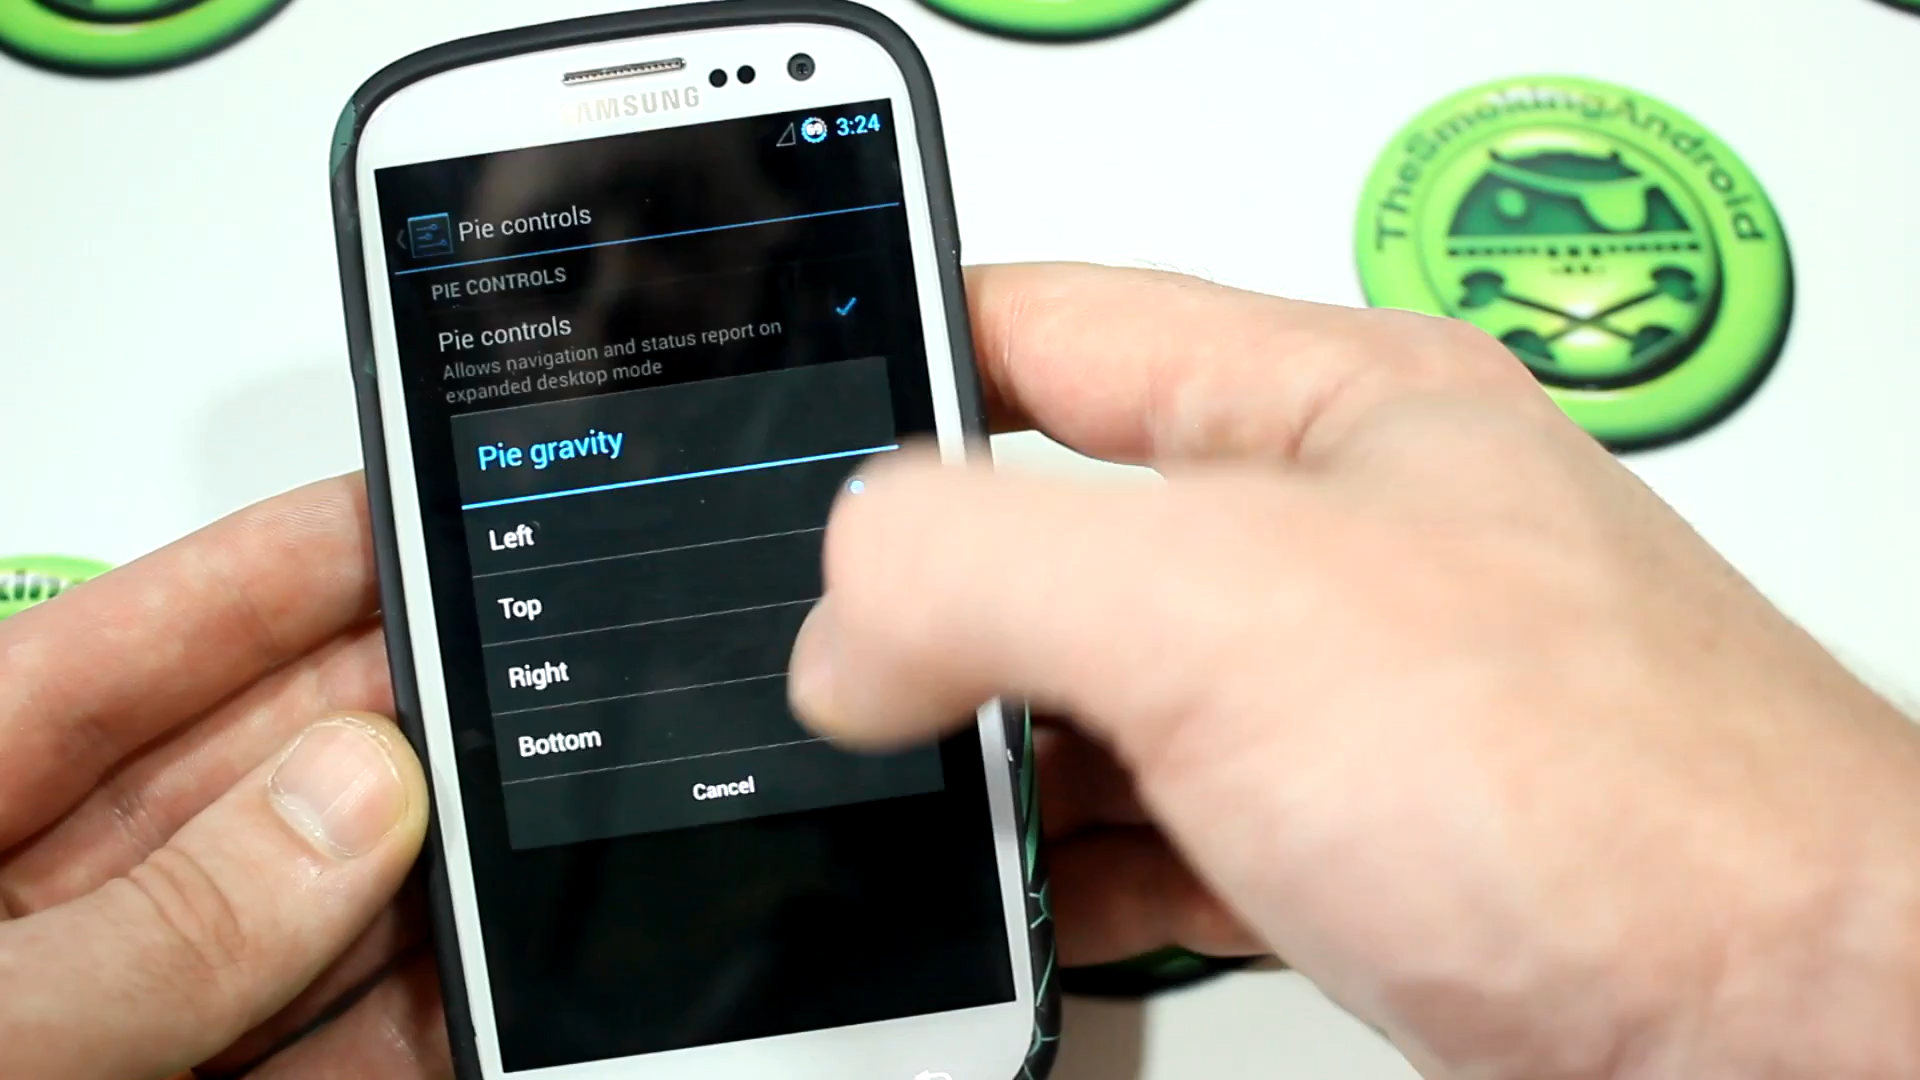 TheSmokingAndroid
SAMSUNG
69 3:24
Pie controls
PIE CONTROLS
Pie controls
Allows navigation and status report on
expanded desktop mode
Pie gravity
Left
Top
Right
Bottom
Cancel